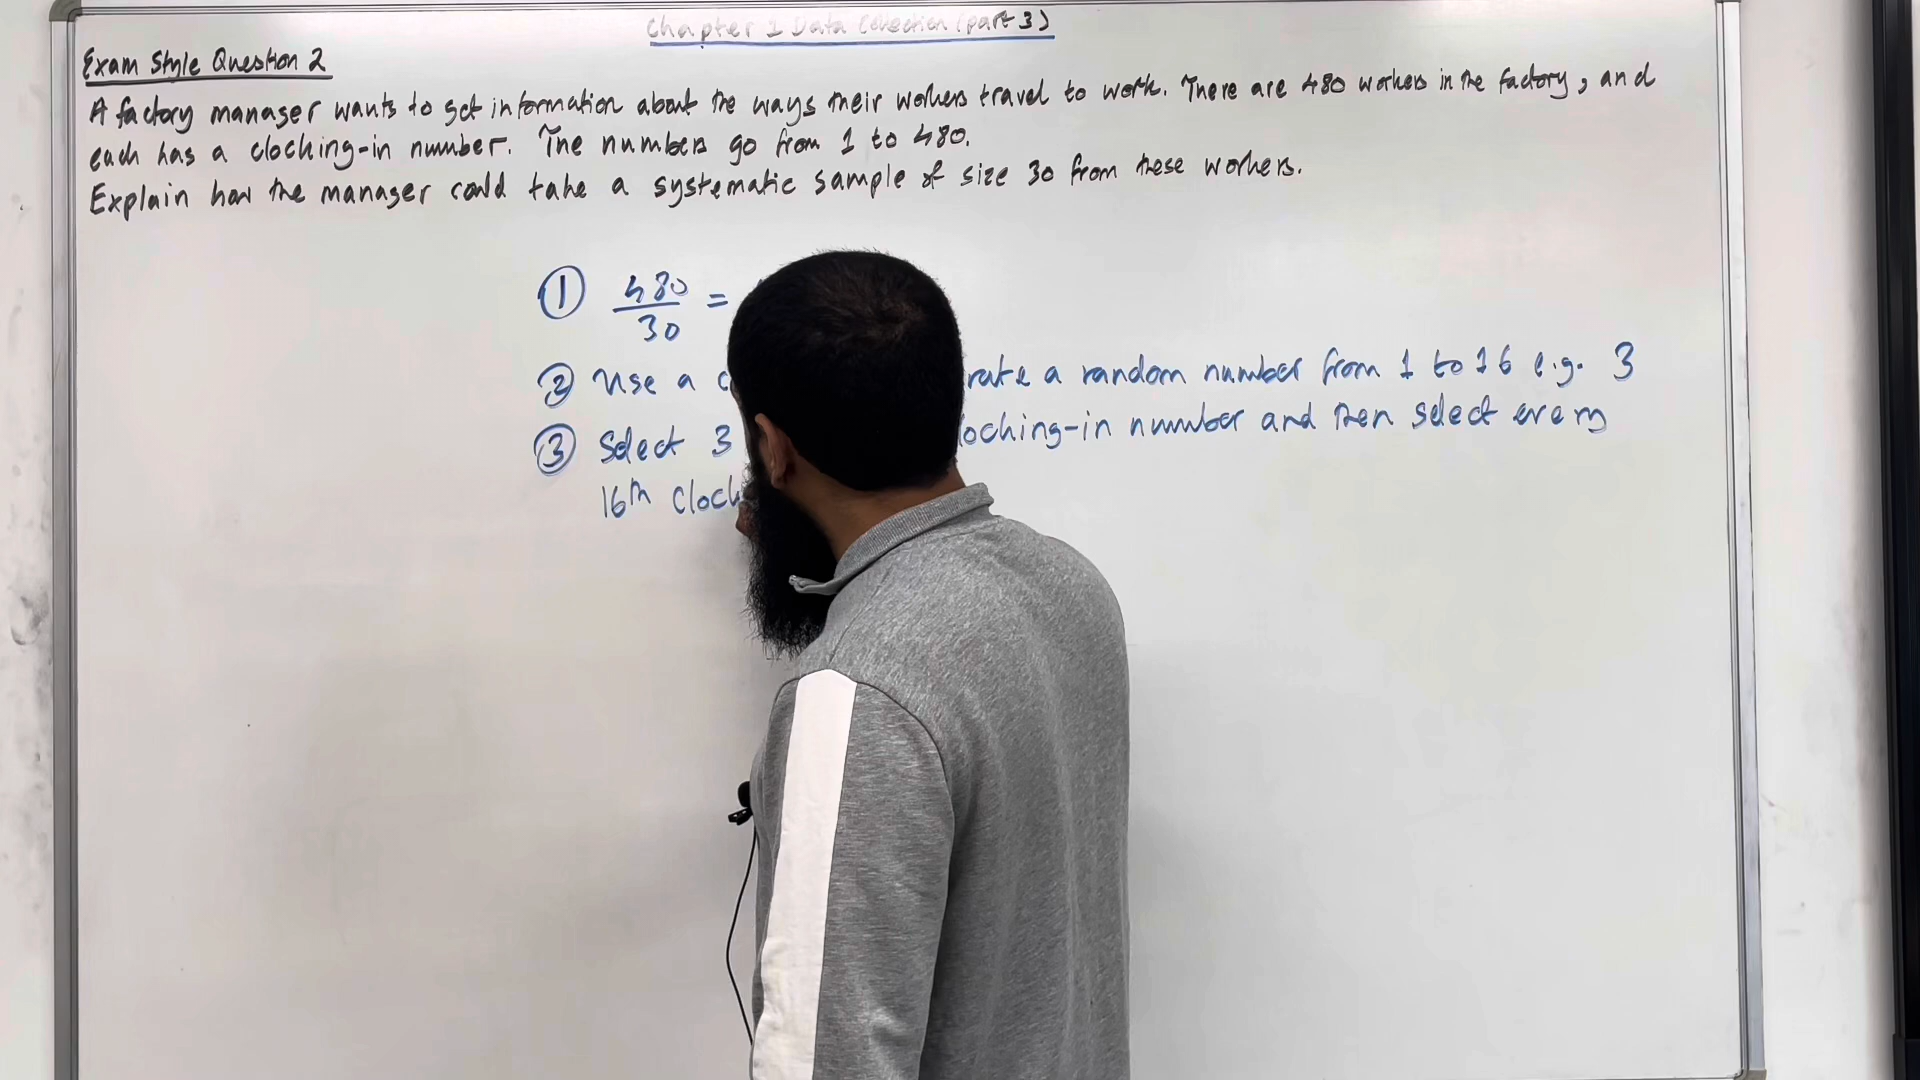 Chapter 1 Data Collection (part 3)
Exam Style Question 2
A factory manager wants to get information about the ways their workers travel to work. There are 480 workers in the factory, and
each has a clocking-in number. The numbers go from 1 to 480.
Explain how the manager could take a systematic sample of size 30 from these workers.
① 480/30 =
② Use a rate a random number from 1 to 16 e.g. 3
③ Select 3 locking-in number and then select every
16th Clock